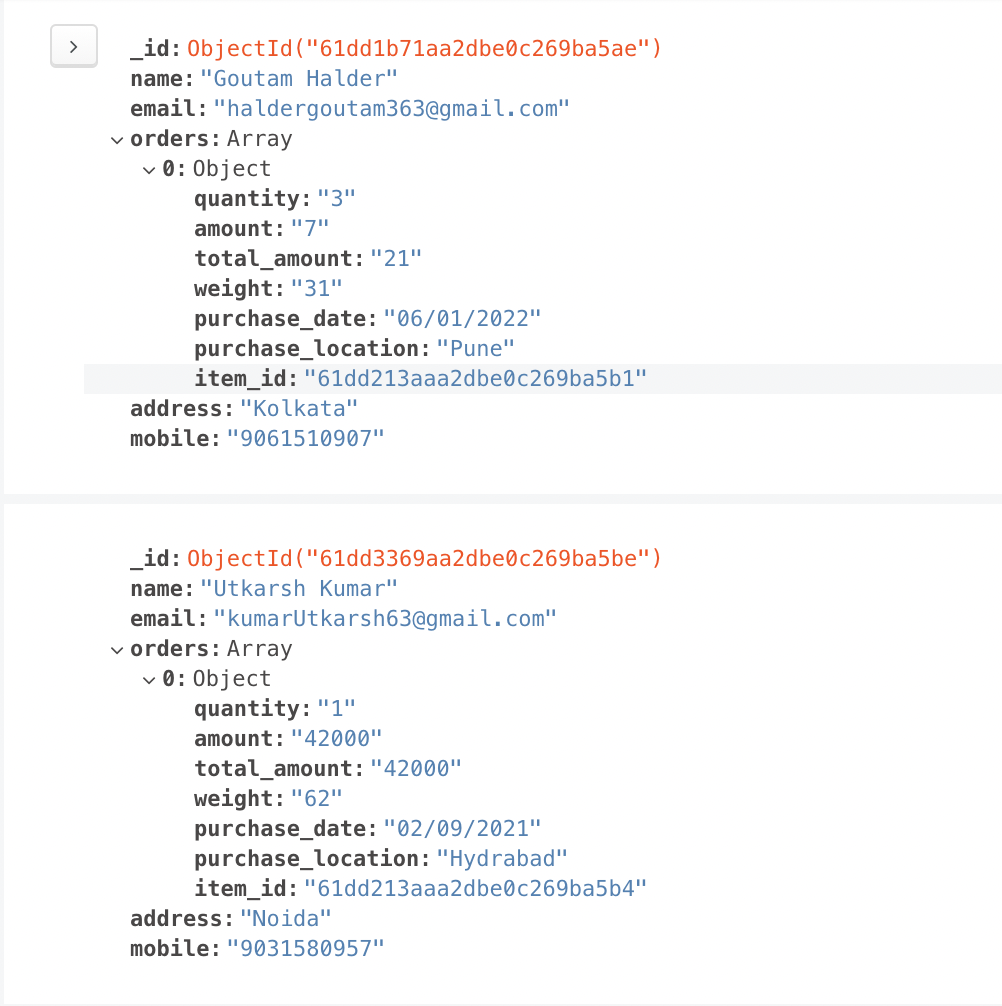 _id: ObjectId("61dd1b71aa2dbe0c269ba5ae")
name: "Goutam Halder"
email: "haldergoutam363@gmail.com"
orders: Array
0: Object
quantity: "3"
amount: "7"
total_amount: "21"
weight: "31"
purchase_date: "06/01/2022"
purchase_location: "Pune"
item_id: "61dd213aaa2dbe0c269ba5b1"
address: "Kolkata"
mobile: "9061510907"
_id: ObjectId("61dd3369aa2dbe0c269ba5be")
name: "Utkarsh Kumar"
email: "kumarUtkarsh63@gmail.com"
orders: Array
0: Object
quantity: "1"
amount: "42000"
total_amount: "42000"
weight: "62"
purchase_date: "02/09/2021"
purchase_location: "Hydrabad"
item_id: "61dd213aaa2dbe0c269ba5b4"
address: "Noida"
mobile: "9031580957"